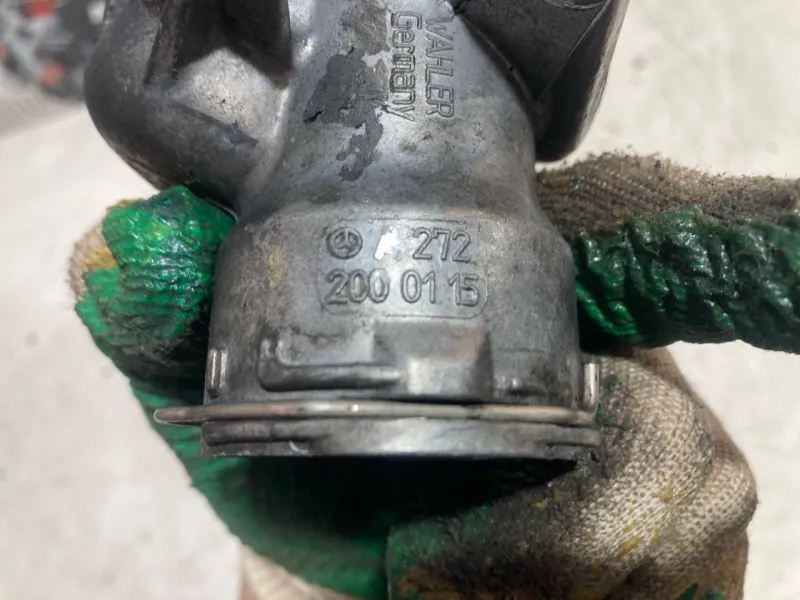 WAHLER
Germany
A 272
200 01 15